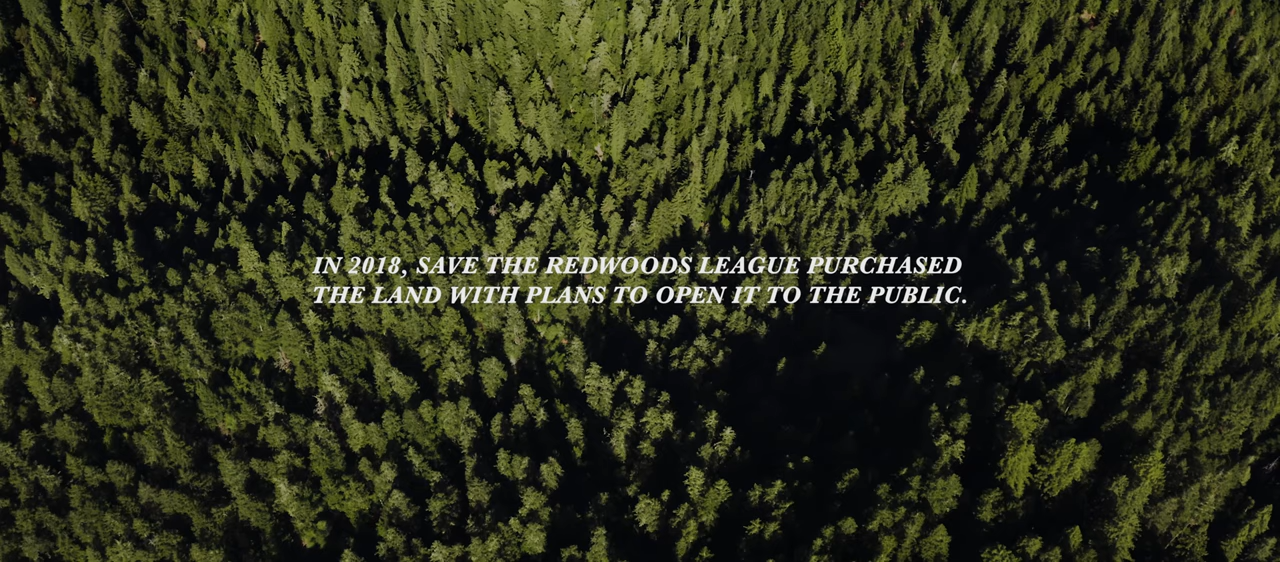 IN 2018, SAVE THE REDWOODS LEAGUE PURCHASED
THE LAND WITH PLANS TO OPEN IT TO THE PUBLIC.